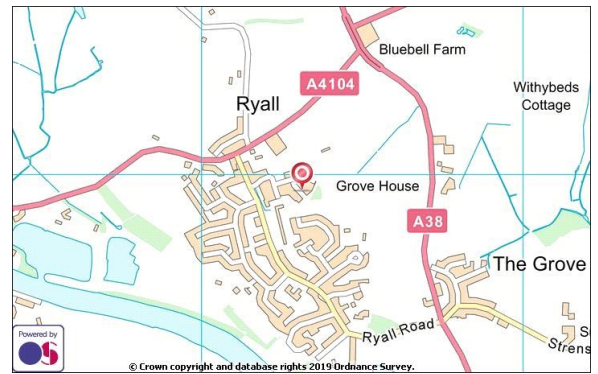 Bluebell Farm
A4104
Withybeds
Cottage
Ryall
Grove House
A38
The Grove
Ryall Road
Strens
Powered by
OS
© Crown copyright and database rights 2019 Ordnance Survey.